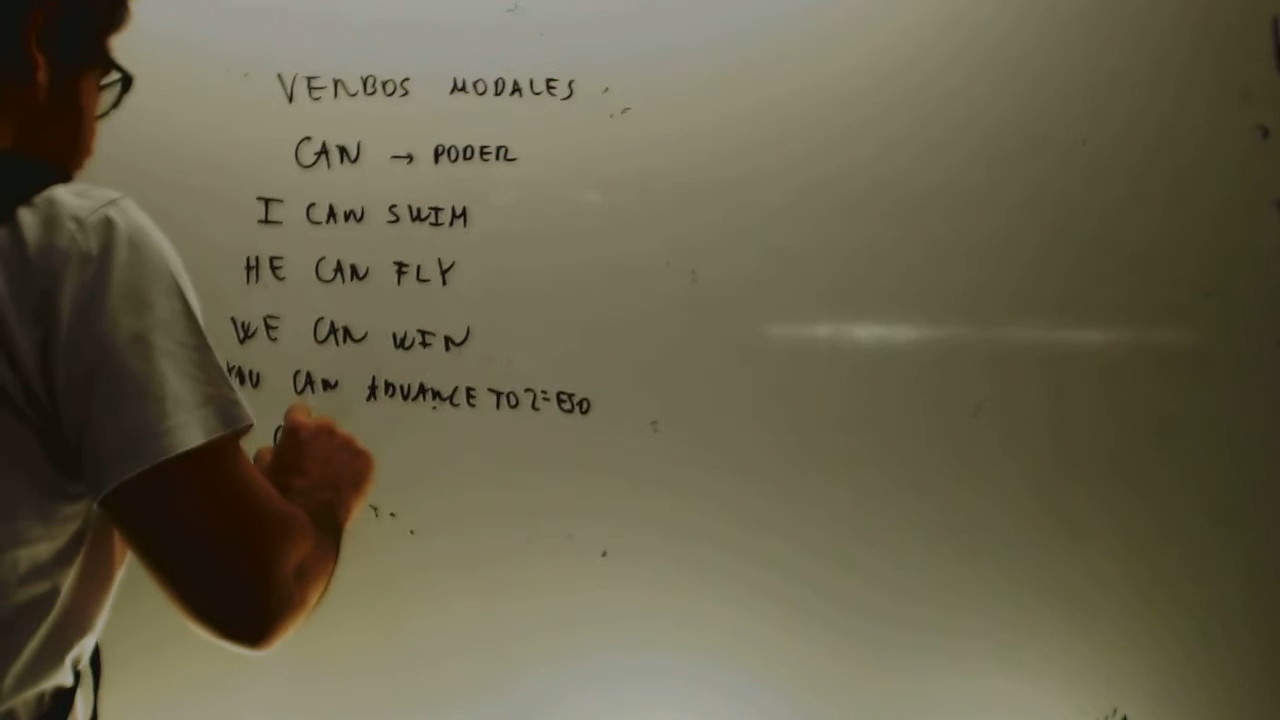 VERBOS MODALES
CAN → PODER
I CAN SWIM
HE CAN FLY
WE CAN WIN
YOU CAN ADVANCE TO 2º ESO